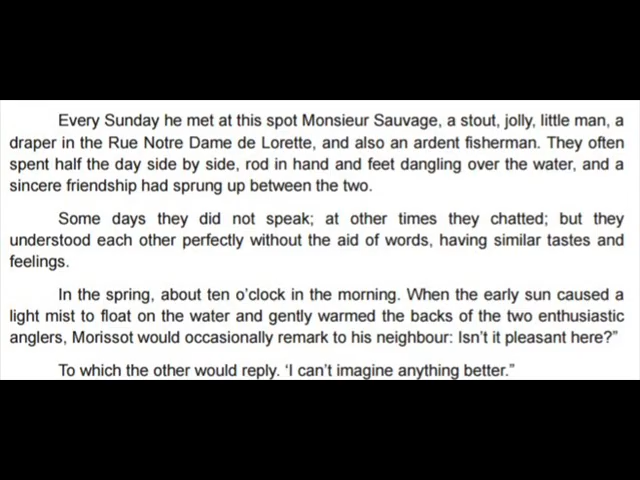 Every Sunday he met at this spot Monsieur Sauvage, a stout, jolly, little man, a
draper in the Rue Notre Dame de Lorette, and also an ardent fisherman. They often
spent half the day side by side, rod in hand and feet dangling over the water, and a
sincere friendship had sprung up between the two.
Some days they did not speak; at other times they chatted; but they
understood each other perfectly without the aid of words, having similar tastes and
feelings.
In the spring, about ten o’clock in the morning. When the early sun caused a
light mist to float on the water and gently warmed the backs of the two enthusiastic
anglers, Morissot would occasionally remark to his neighbour: Isn’t it pleasant here?”
To which the other would reply. ‘I can’t imagine anything better.”